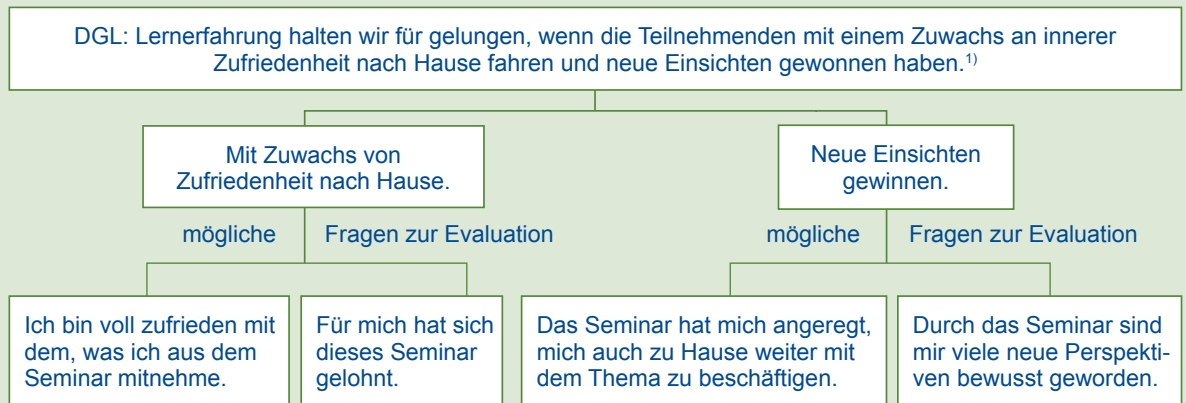 DGL: Lernerfahrung halten wir für gelungen, wenn die Teilnehmenden mit einem Zuwachs an innerer
Zufriedenheit nach Hause fahren und neue Einsichten gewonnen haben.1)
Mit Zuwachs von
Zufriedenheit nach Hause.
Neue Einsichten
gewinnen.
mögliche Fragen zur Evaluation
mögliche Fragen zur Evaluation
Ich bin voll zufrieden mit
dem, was ich aus dem
Seminar mitnehme.
Für mich hat sich
dieses Seminar
gelohnt.
Das Seminar hat mich angeregt,
mich auch zu Hause weiter mit
dem Thema zu beschäftigen.
Durch das Seminar sind
mir viele neue Perspekti-
ven bewusst geworden.